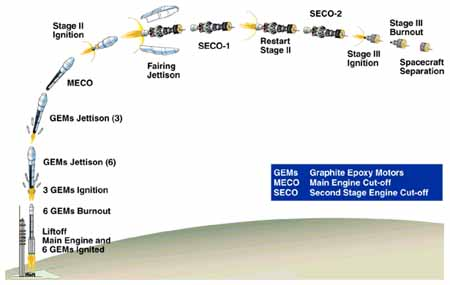 Stage II
Ignition
Fairing
Jettison
SECO-1
Restart
Stage II
SECO-2
Stage III
Ignition
Stage III
Burnout
Spacecraft
Separation
MECO
GEMs Jettison (3)
GEMs Jettison (6)
3 GEMs Ignition
6 GEMs Burnout
Liftoff
Main Engine and
6 GEMs Ignited
GEMs Graphite Epoxy Motors
MECO Main Engine Cut-off
SECO Second Stage Engine Cut-off